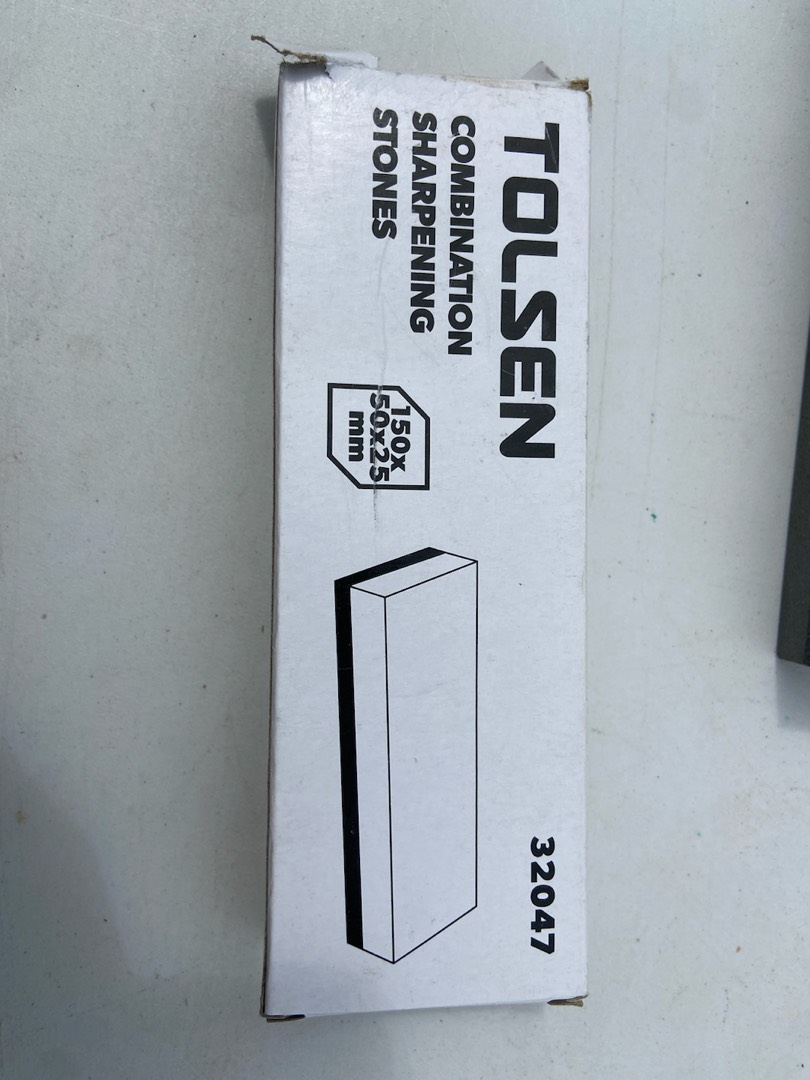 TOLSEN
COMBINATION
SHARPENING
STONES
150x
50x25
mm
32047